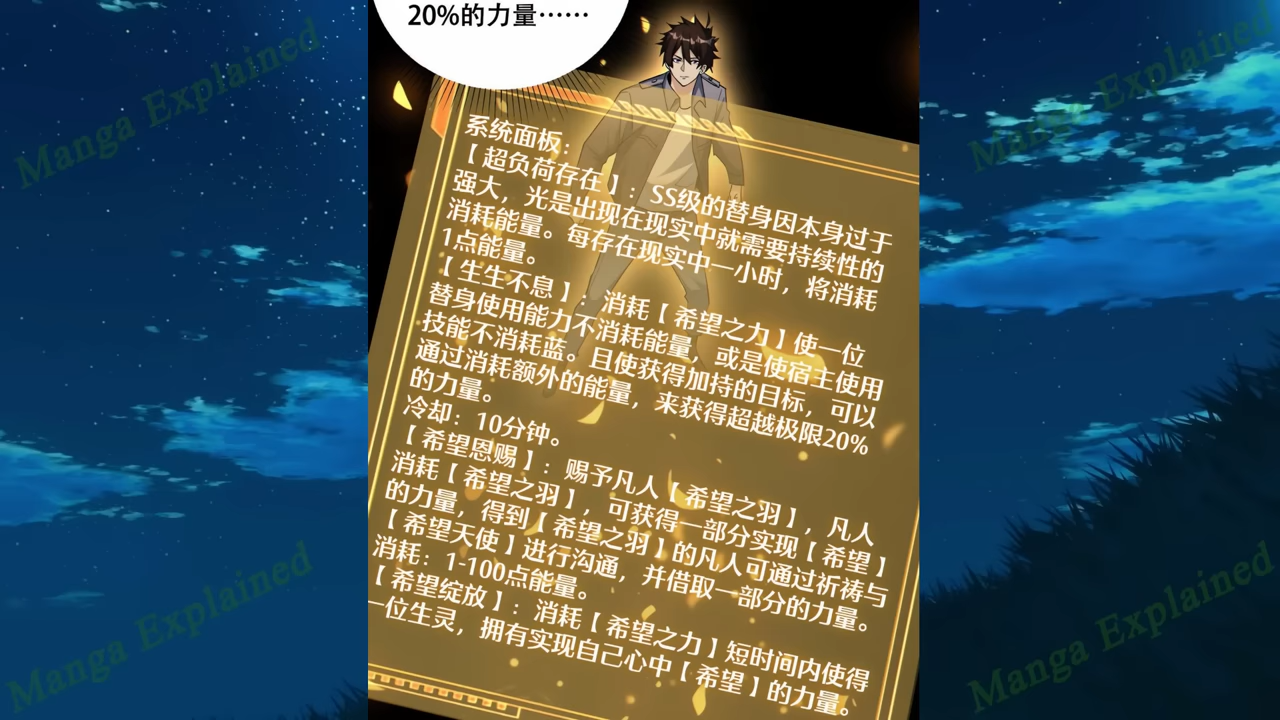 20%的力量……
系统面板：
【超负荷存在】：SS级的替身因本身过于
强大，光是出现在现实中就需要持续性的
消耗能量。每存在现实中一小时，将消耗
1点能量。
【生生不息】：消耗【希望之力】使一位
替身使用能力不消耗能量，或是使宿主使用
技能不消耗蓝。且使获得加持的目标，可以
通过消耗额外的能量，来获得超越极限20%
的力量。
冷却：10分钟。
【希望恩赐】：赐予凡人【希望之羽】，凡人
消耗【希望之羽】，可获得一部分实现【希望】
的力量，得到【希望之羽】的凡人可通过祈祷与
【希望天使】进行沟通，并借取一部分的力量。
消耗：1-100点能量。
【希望绽放】：消耗【希望之力】短时间内使得
一位生灵，拥有实现自己心中【希望】的力量。
Manga Explained
Manga Explained
Manga Explained
Manga Explained